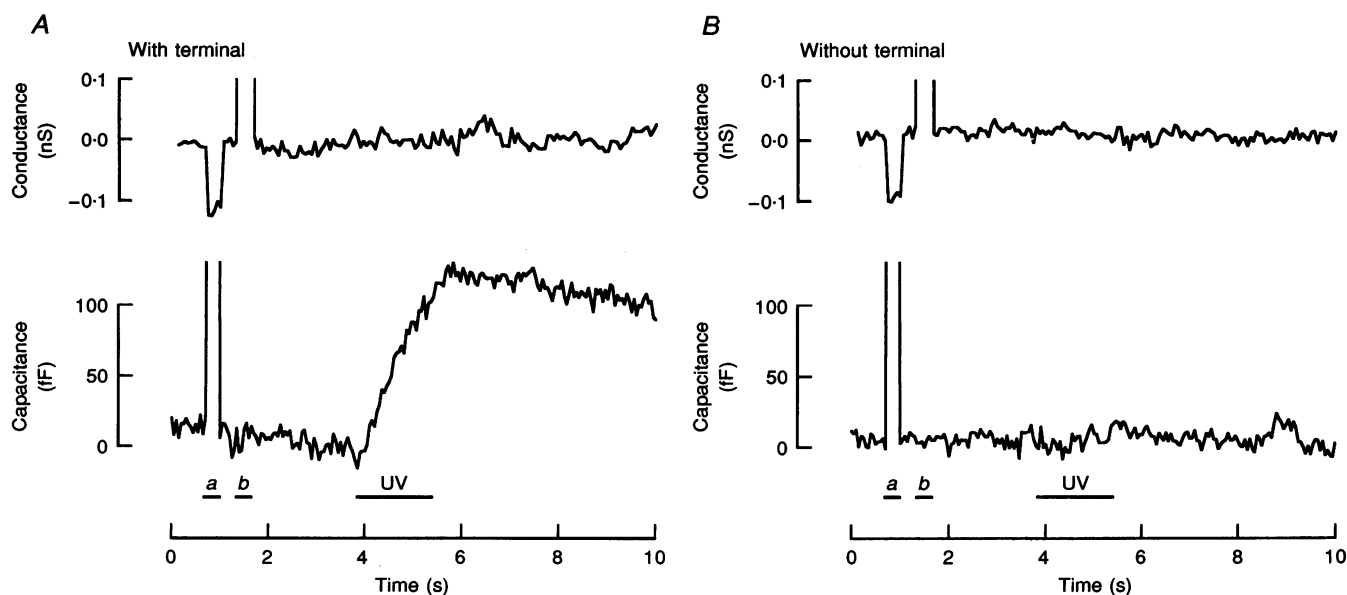 A
With terminal
0·1
0·0
−0·1
Conductance
(nS)
100
50
0
Capacitance
(fF)
a b UV
0 2 4 6 8 10
Time (s)
B
Without terminal
0·1
0·0
−0·1
Conductance
(nS)
100
50
0
Capacitance
(fF)
a b UV
0 2 4 6 8 10
Time (s)